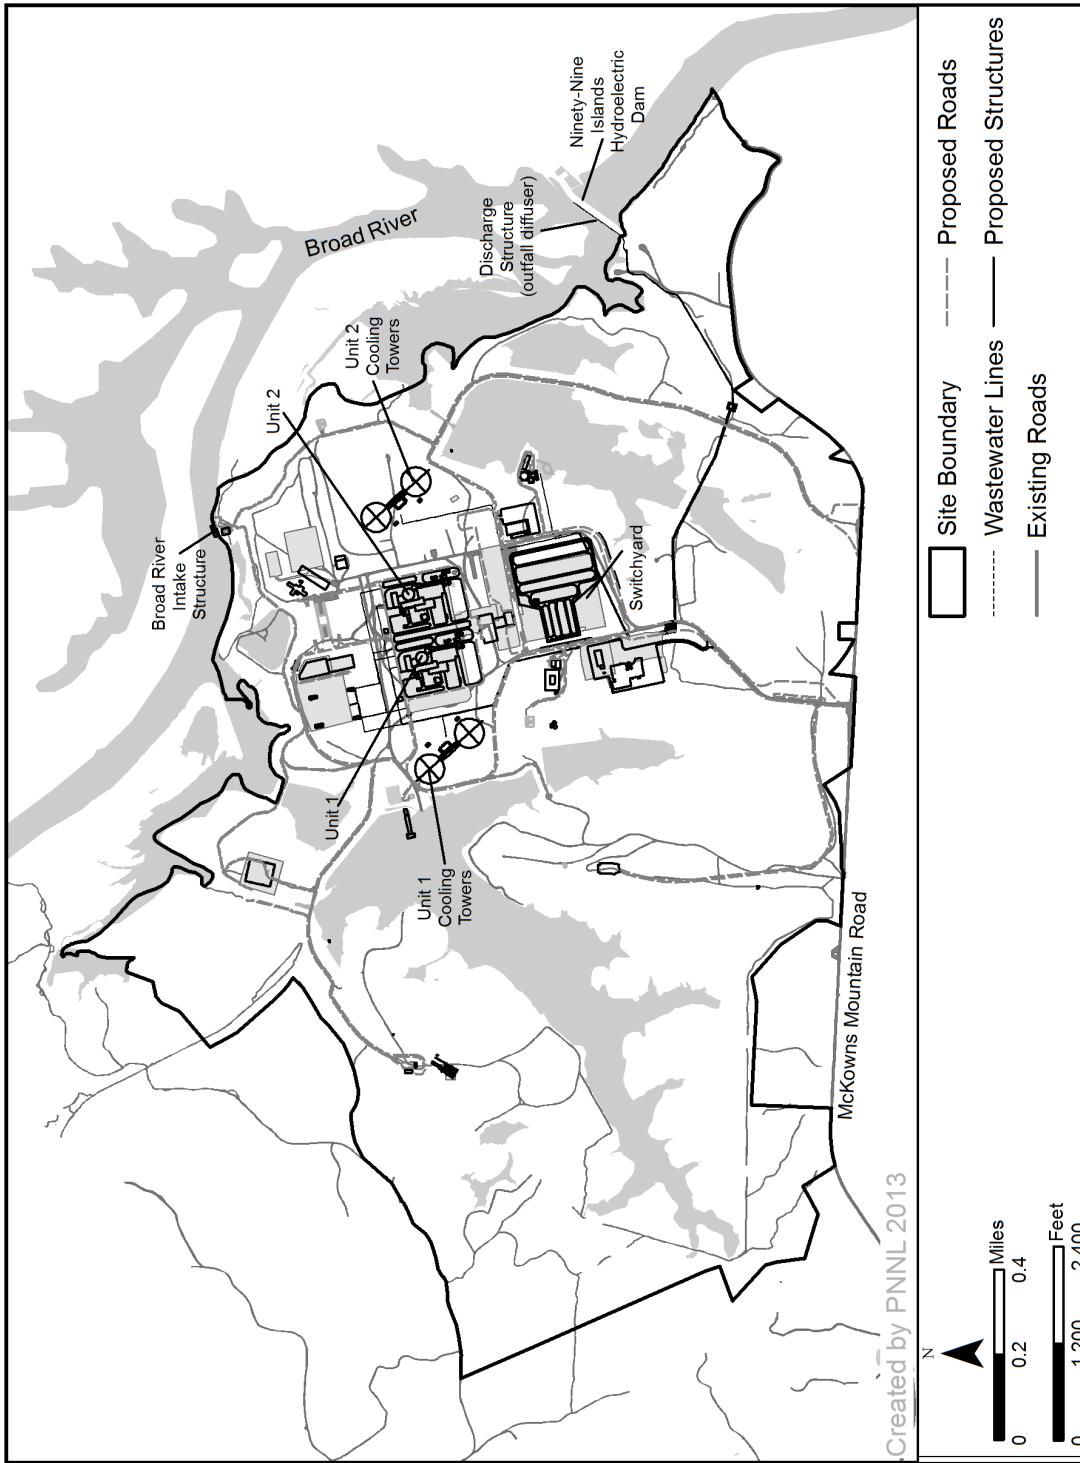 Broad River
Intake
Structure
Unit 2
Broad River
Unit 1
Unit 2
Cooling
Towers
Unit 1
Cooling
Towers
Discharge
Structure
(outfall diffuser)
Ninety-Nine
Islands
Hydroelectric
Dam
Switchyard
McKowns Mountain Road
Created by PNNL 2013
N
Miles
0 0.2 0.4
Feet
0 1,200 2,400
Site Boundary
Wastewater Lines
Existing Roads
Proposed Roads
Proposed Structures